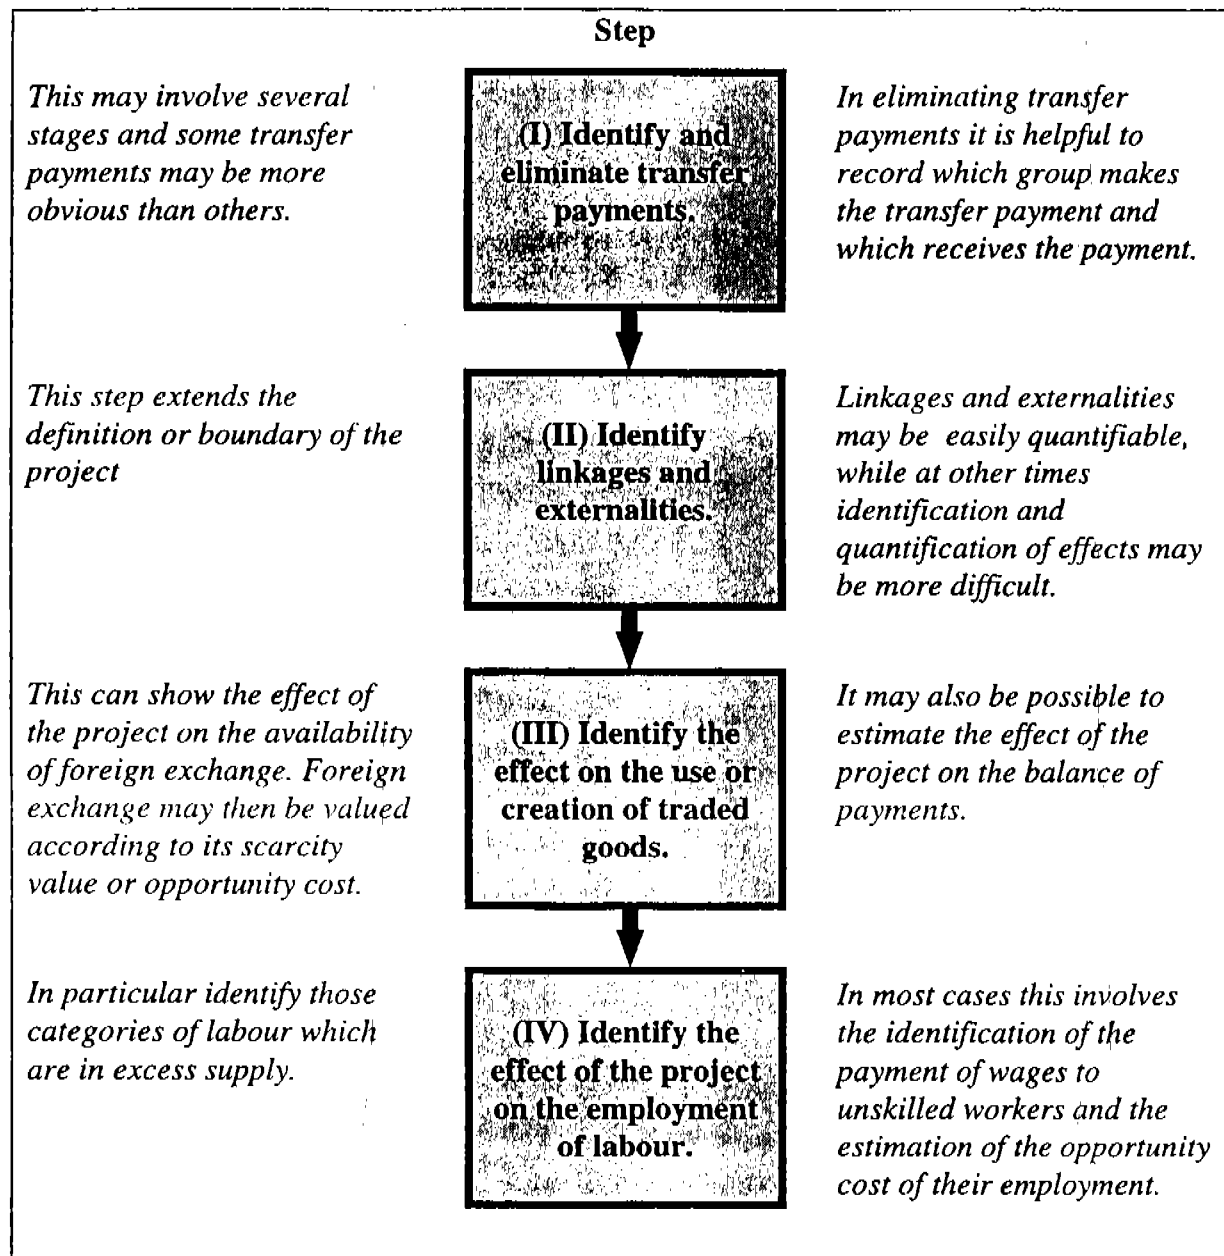 Step
This may involve several
stages and some transfer
payments may be more
obvious than others.
(I) Identify and
eliminate transfer
payments.
In eliminating transfer
payments it is helpful to
record which group makes
the transfer payment and
which receives the payment.
This step extends the
definition or boundary of the
project
(II) Identify
linkages and
externalities.
Linkages and externalities
may be easily quantifiable,
while at other times
identification and
quantification of effects may
be more difficult.
This can show the effect of
the project on the availability
of foreign exchange. Foreign
exchange may then be valued
according to its scarcity
value or opportunity cost.
(III) Identify the
effect on the use or
creation of traded
goods.
It may also be possible to
estimate the effect of the
project on the balance of
payments.
In particular identify those
categories of labour which
are in excess supply.
(IV) Identify the
effect of the project
on the employment
of labour.
In most cases this involves
the identification of the
payment of wages to
unskilled workers and the
estimation of the opportunity
cost of their employment.